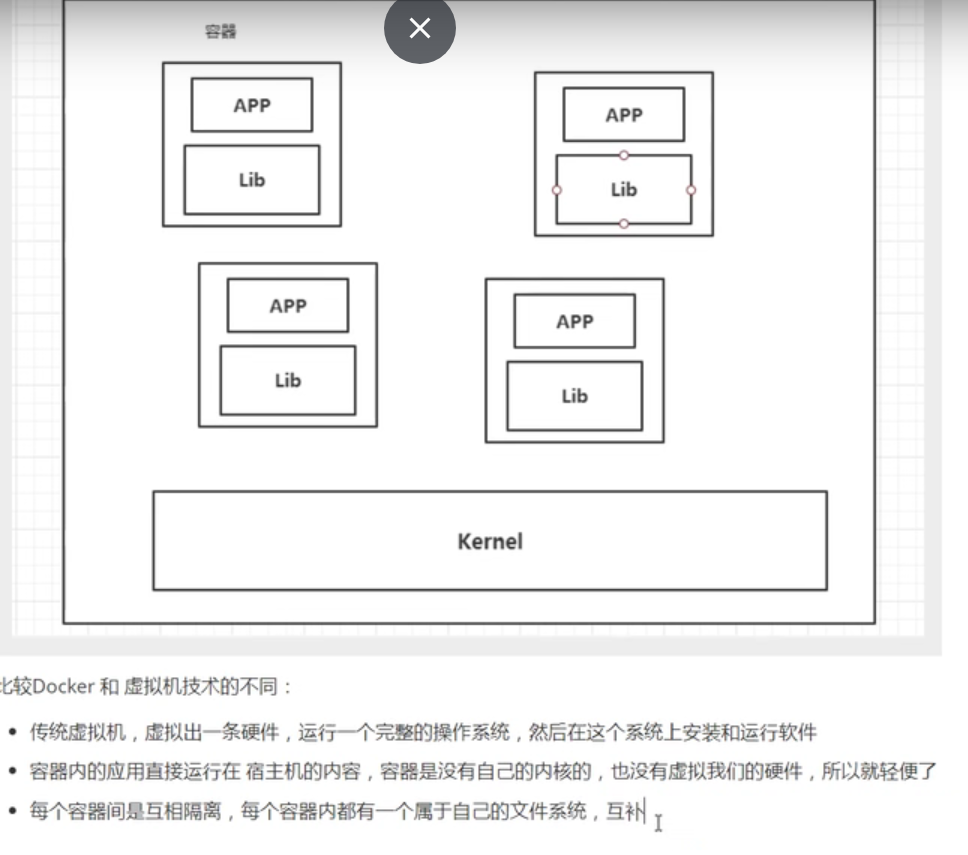 容器
APP
APP
Lib
Lib
APP
APP
Lib
Lib
Kernel
比较Docker 和 虚拟机技术的不同：
传统虚拟机，虚拟出一条硬件，运行一个完整的操作系统，然后在这个系统上安装和运行软件
容器内的应用直接运行在 宿主机的内容，容器是没有自己的内核的，也没有虚拟我们的硬件，所以就轻便了
每个容器间是互相隔离，每个容器内都有一个属于自己的文件系统，互补